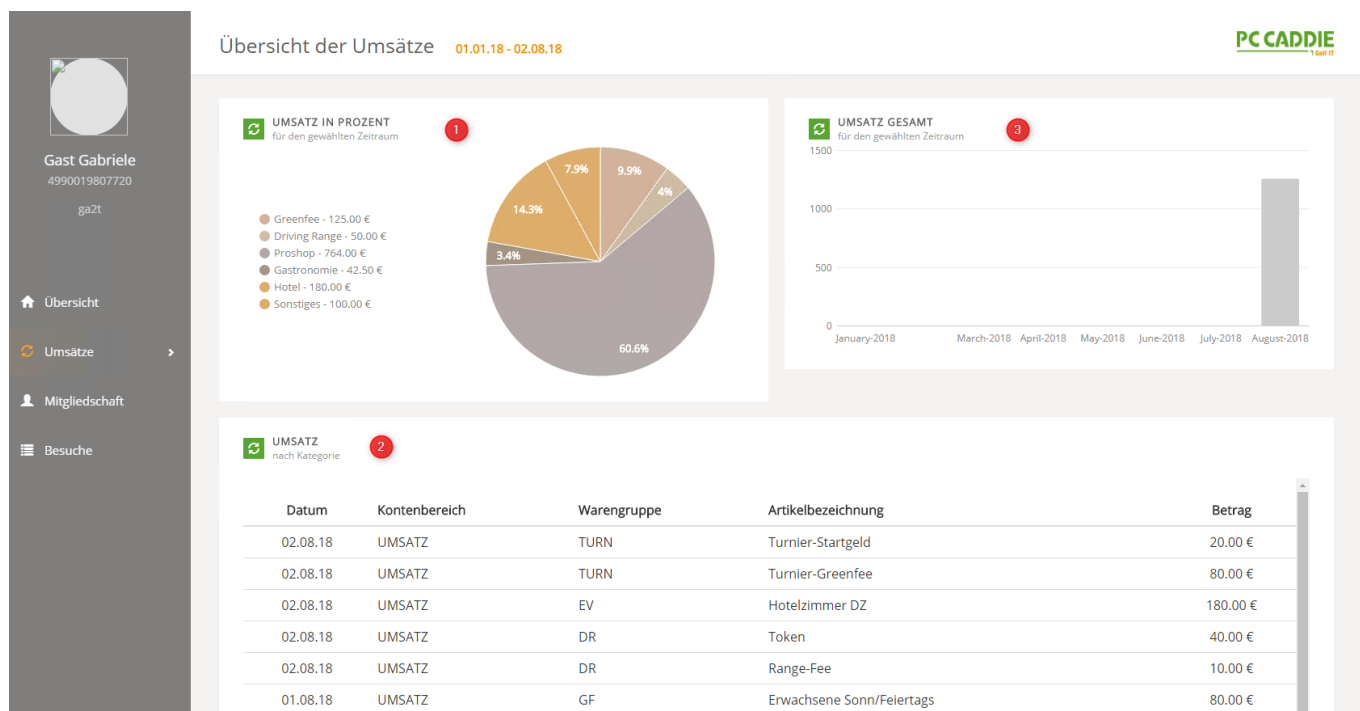 Übersicht der Umsätze 01.01.18 - 02.08.18
PC CADDIE
1 Golf IT
Gast Gabriele
4990019807720
ga2t
Übersicht
Umsätze
Mitgliedschaft
Besuche
UMSATZ IN PROZENT
für den gewählten Zeitraum
1
Greenfee - 125.00 €
Driving Range - 50.00 €
Proshop - 764.00 €
Gastronomie - 42.50 €
Hotel - 180.00 €
Sonstiges - 100.00 €
7.9%
9.9%
4%
14.3%
3.4%
60.6%
UMSATZ GESAMT
für den gewählten Zeitraum
3
1500
1000
500
0
January-2018 March-2018 April-2018 May-2018 June-2018 July-2018 August-2018
UMSATZ
nach Kategorie
2
Datum Kontenbereich Warengruppe Artikelbezeichnung Betrag
02.08.18 UMSATZ TURN Turnier-Startgeld 20.00 €
02.08.18 UMSATZ TURN Turnier-Greenfee 80.00 €
02.08.18 UMSATZ EV Hotelzimmer DZ 180.00 €
02.08.18 UMSATZ DR Token 40.00 €
02.08.18 UMSATZ DR Range-Fee 10.00 €
01.08.18 UMSATZ GF Erwachsene Sonn/Feiertags 80.00 €